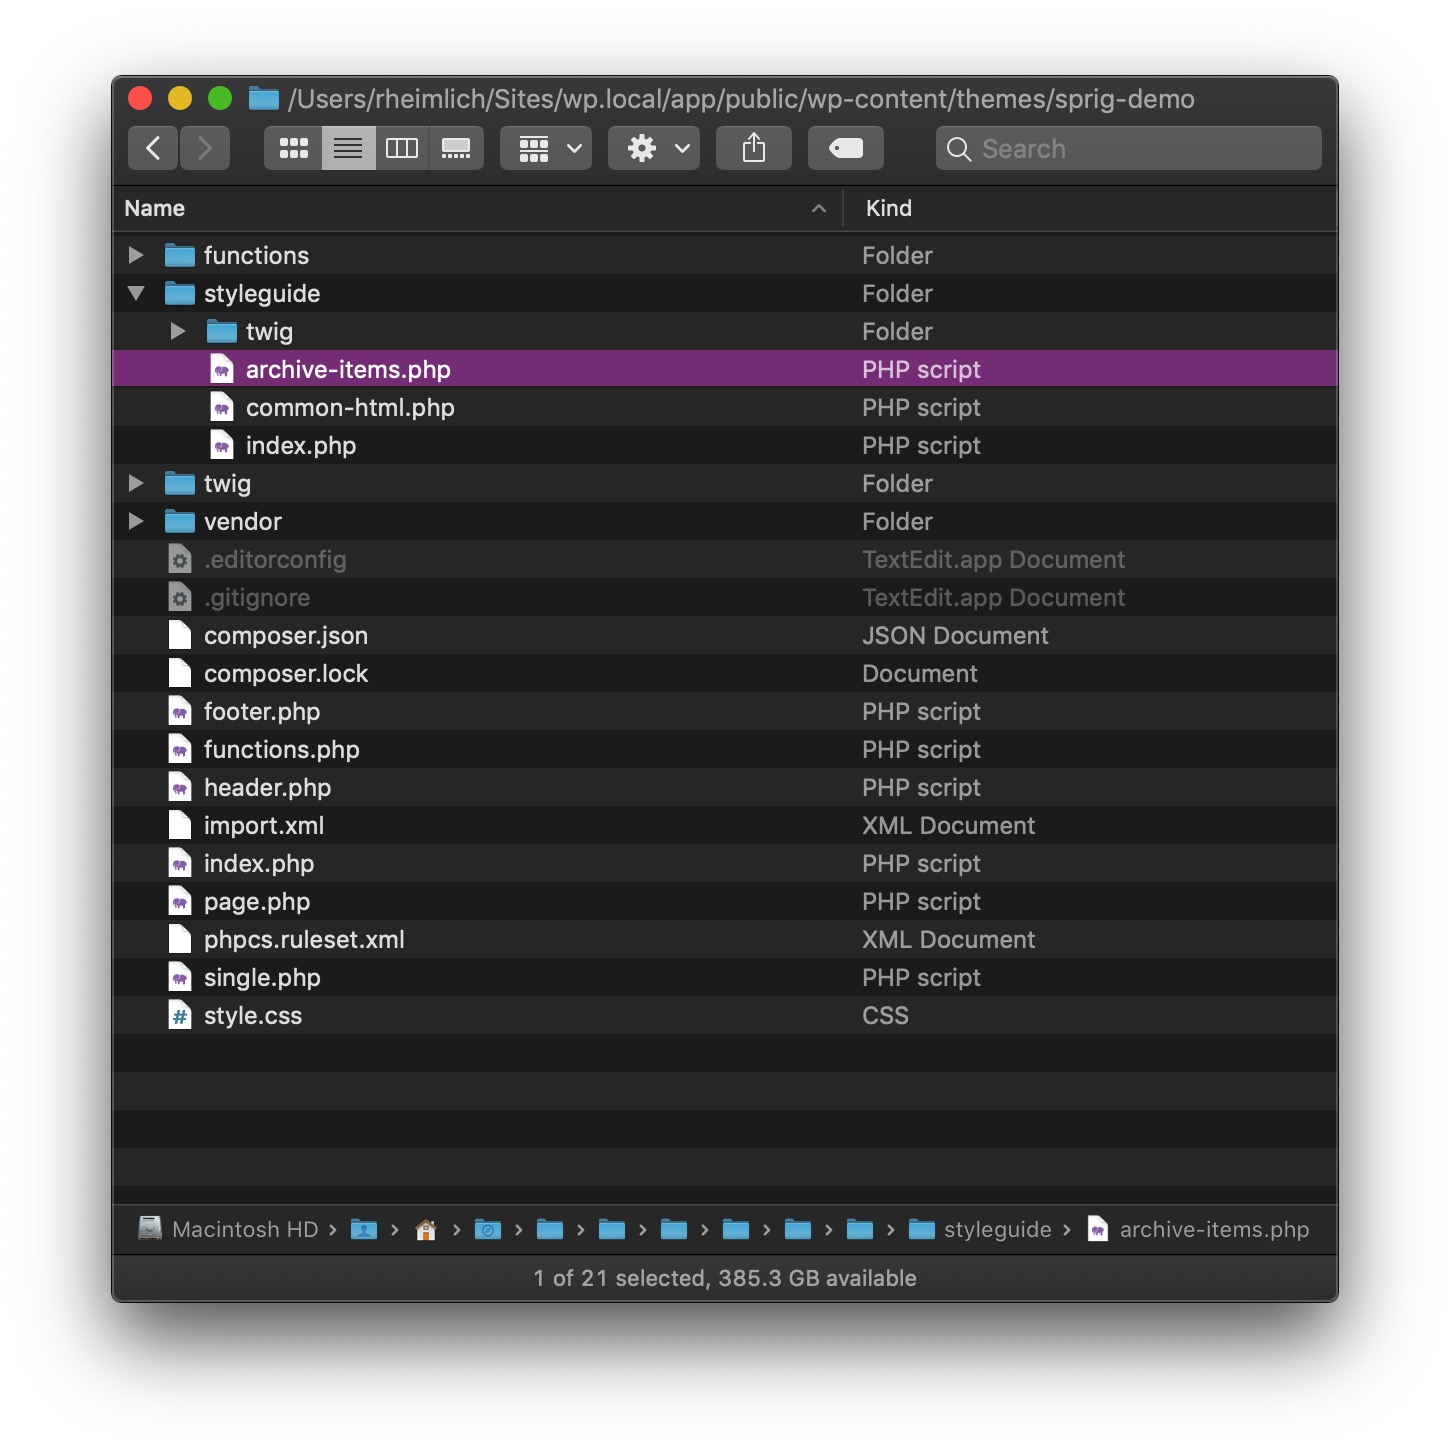 /Users/rheimlich/Sites/wp.local/app/public/wp-content/themes/sprig-demo
Search
Name Kind
functions Folder
styleguide Folder
twig Folder
archive-items.php PHP script
common-html.php PHP script
index.php PHP script
twig Folder
vendor Folder
.editorconfig TextEdit.app Document
.gitignore TextEdit.app Document
composer.json JSON Document
composer.lock Document
footer.php PHP script
functions.php PHP script
header.php PHP script
import.xml XML Document
index.php PHP script
page.php PHP script
phpcs.ruleset.xml XML Document
single.php PHP script
# style.css CSS
Macintosh HD › › › › › › › › › › styleguide › archive-items.php
1 of 21 selected, 385.3 GB available